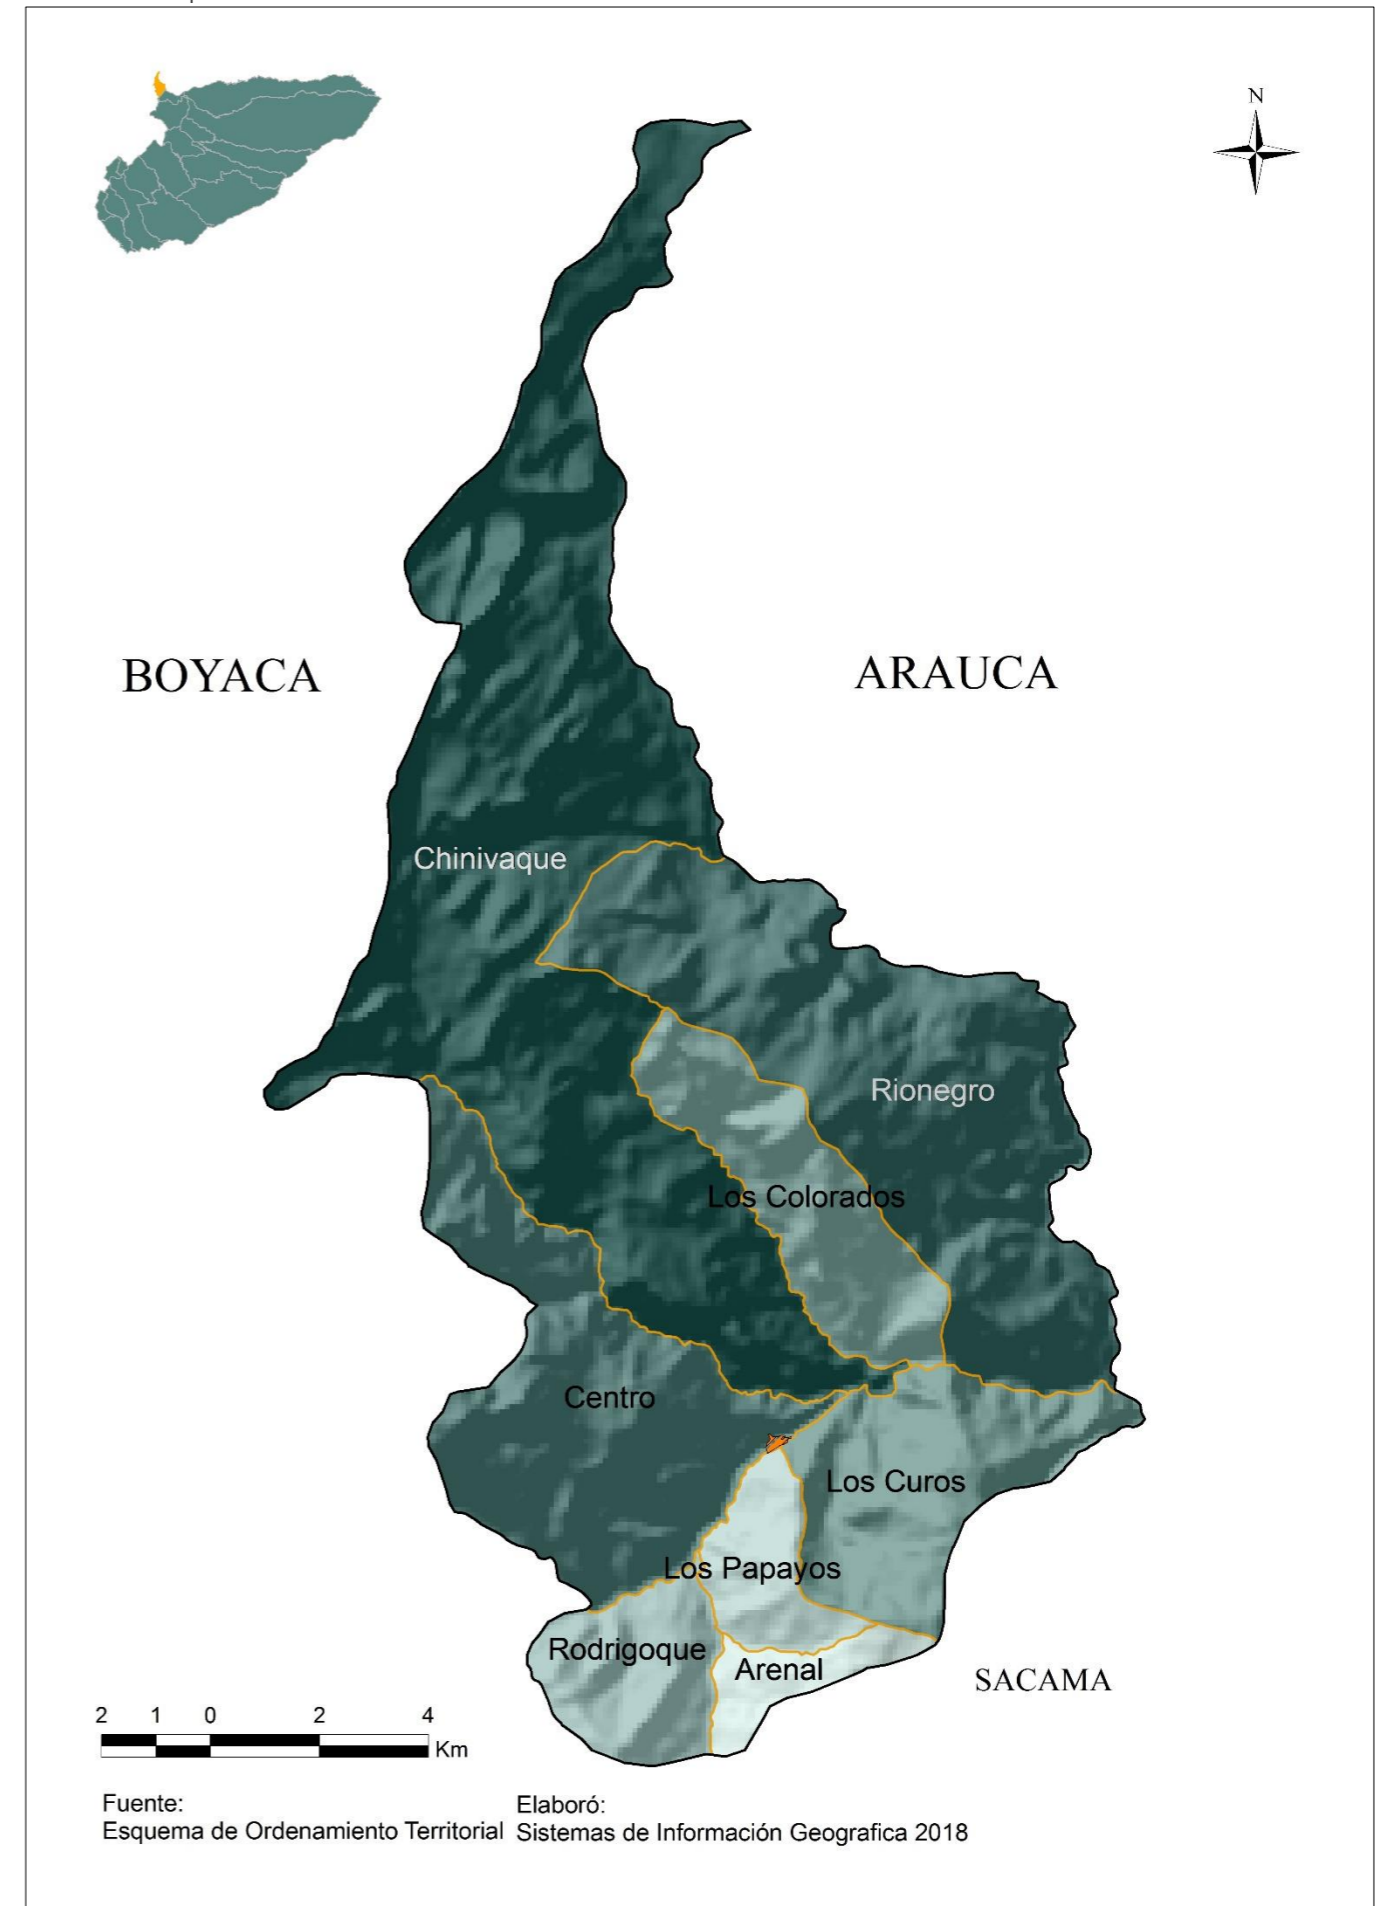 N
BOYACA
ARAUCA
Chinivaque
Rionegro
Los Colorados
Centro
Los Curos
Los Papayos
Rodrigoque
Arenal
SACAMA
2 1 0 2 4
Km
Fuente:
Esquema de Ordenamiento Territorial
Elaboró:
Sistemas de Información Geografica 2018